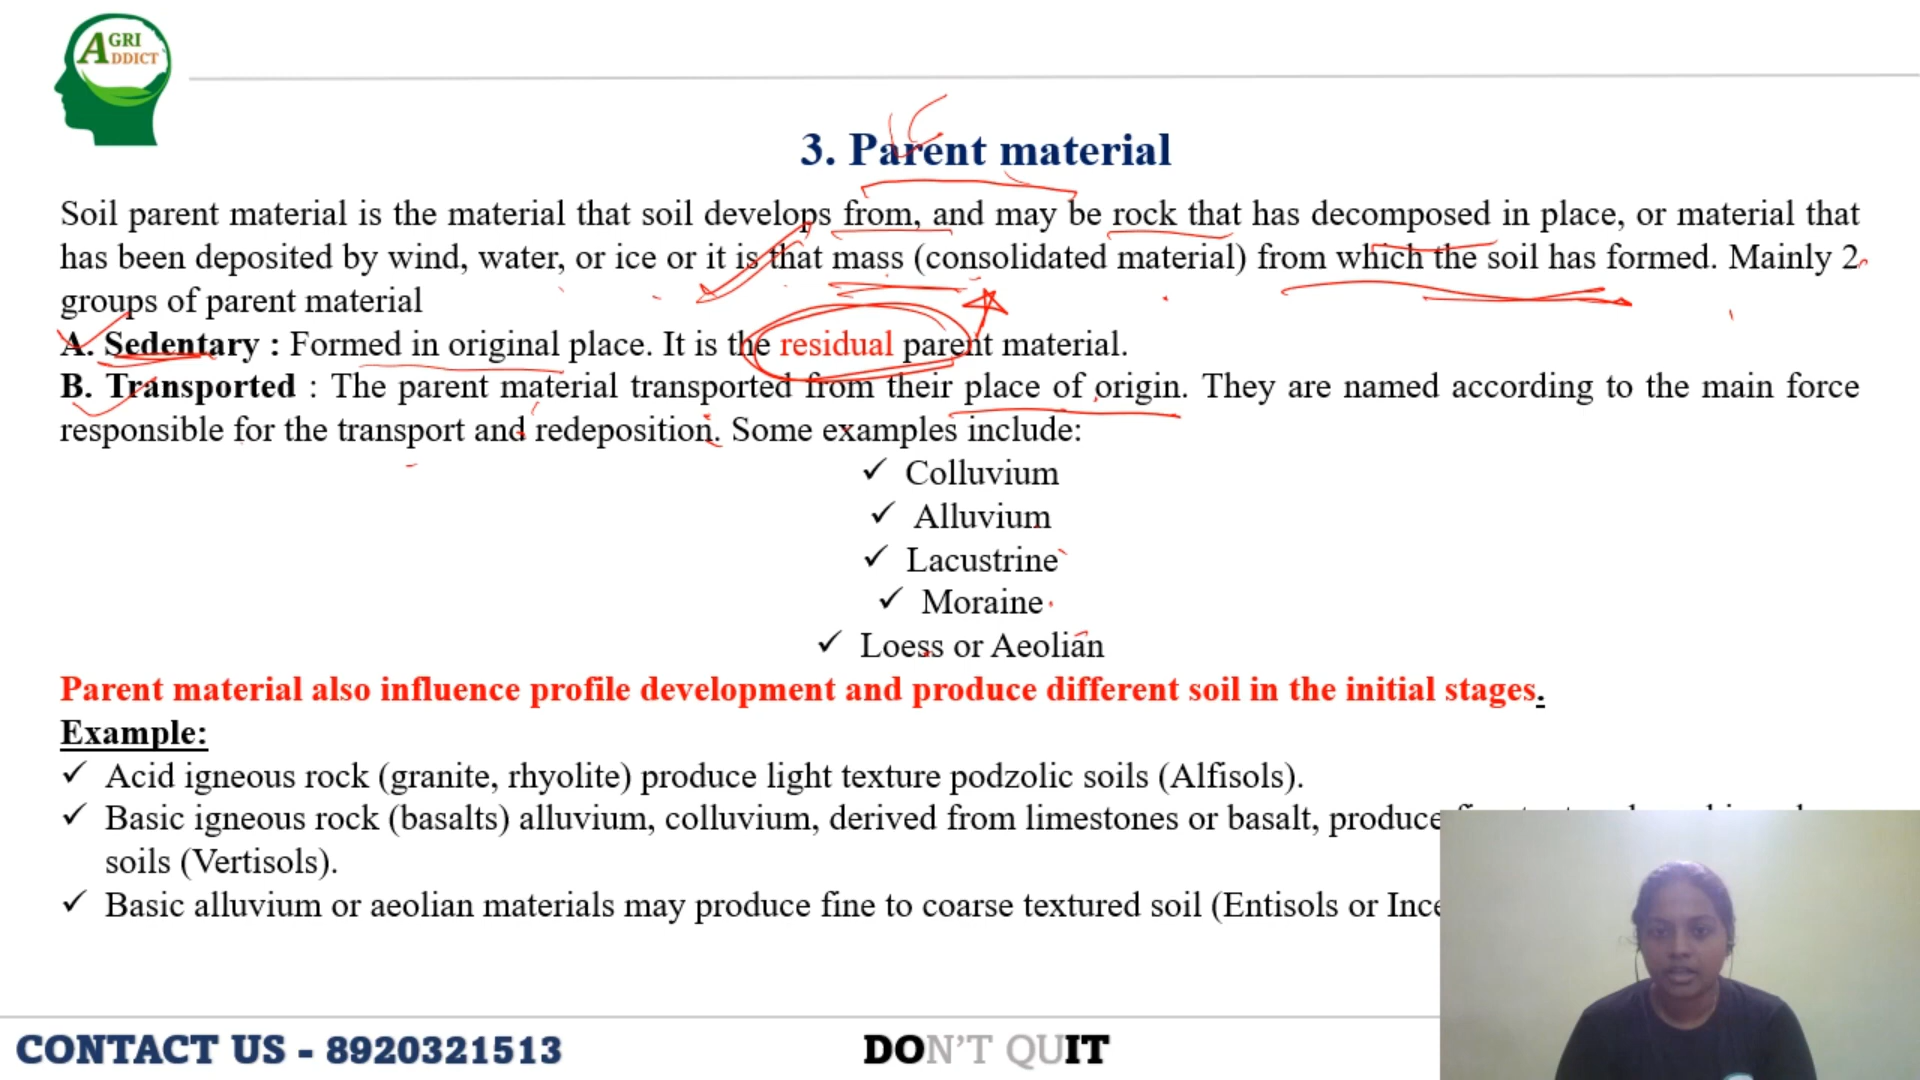 AGRI
ADDICT
3. Parent material
Soil parent material is the material that soil develops from, and may be rock that has decomposed in place, or material that
has been deposited by wind, water, or ice or it is that mass (consolidated material) from which the soil has formed. Mainly 2
groups of parent material
A. Sedentary : Formed in original place. It is the residual parent material.
B. Transported : The parent material transported from their place of origin. They are named according to the main force
responsible for the transport and redeposition. Some examples include:
✓ Colluvium
✓ Alluvium
✓ Lacustrine
✓ Moraine
✓ Loess or Aeolian
Parent material also influence profile development and produce different soil in the initial stages.
Example:
✓ Acid igneous rock (granite, rhyolite) produce light texture podzolic soils (Alfisols).
✓ Basic igneous rock (basalts) alluvium, colluvium, derived from limestones or basalt, produce
soils (Vertisols).
✓ Basic alluvium or aeolian materials may produce fine to coarse textured soil (Entisols or
CONTACT US - 8920321513
DON'T QUIT